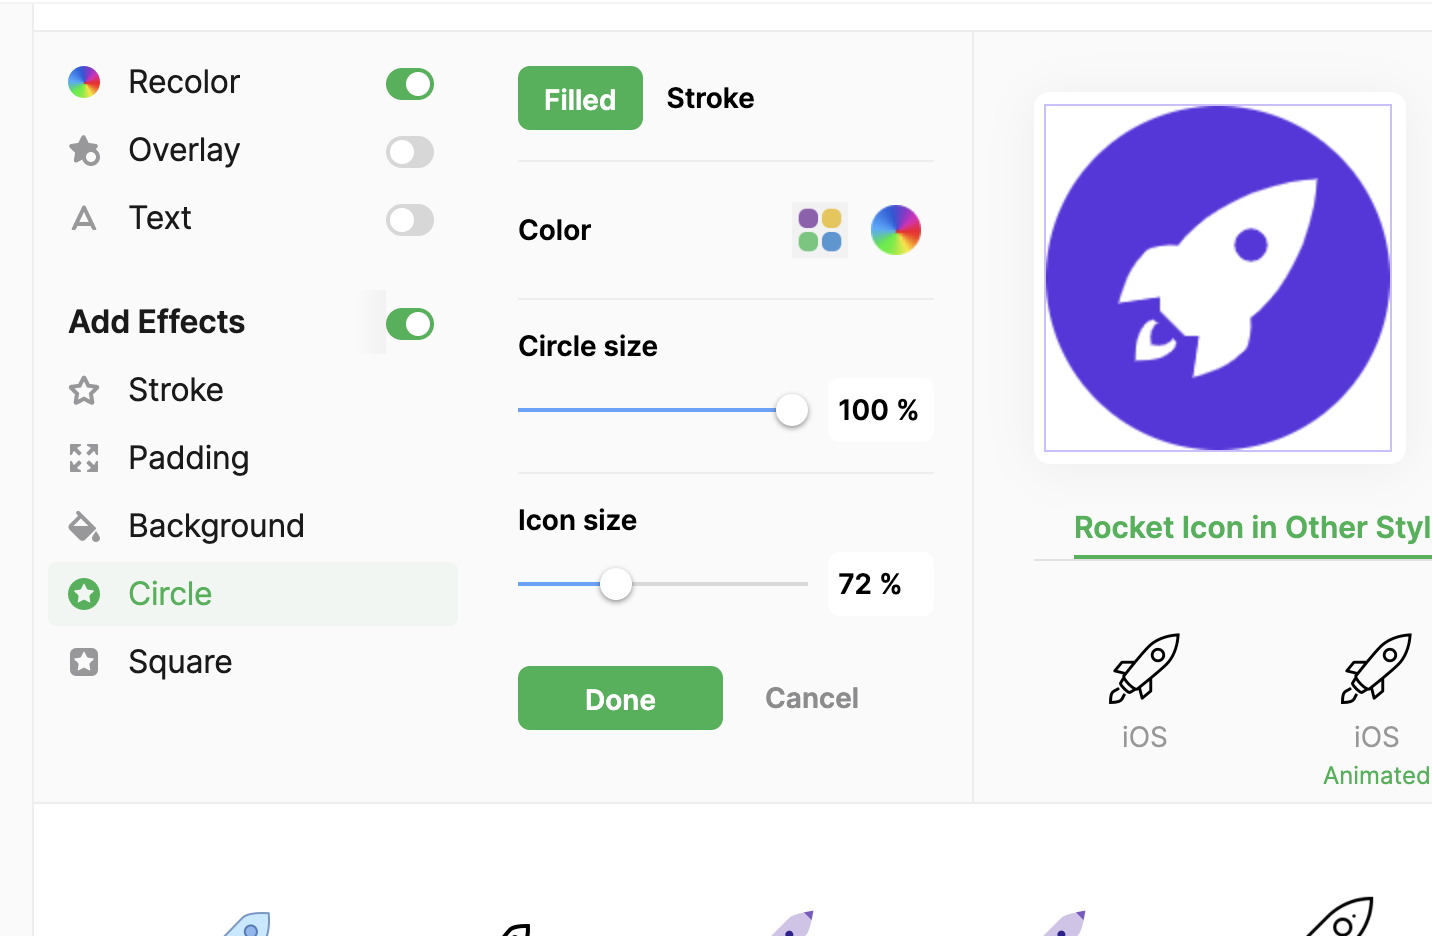 Recolor
Overlay
Text
Add Effects
Stroke
Padding
Background
Circle
Square
Filled
Stroke
Color
Circle size
100 %
Icon size
72 %
Done
Cancel
Rocket Icon in Other Styl
iOS
iOS
Animated